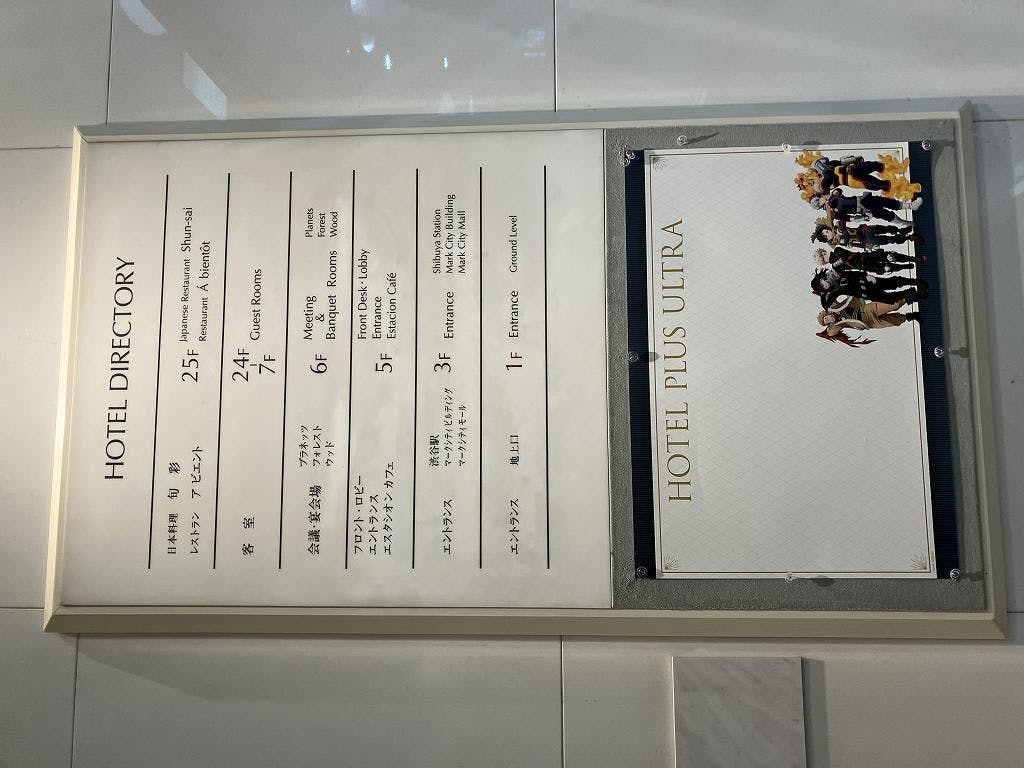 HOTEL DIRECTORY
日本料理 旬 彩 25F Japanese Restaurant Shun-sai
レストラン ア ビエント Restaurant Á bientôt
客 室 24F-7F Guest Rooms
会議・宴会場 プラネッツ フォレスト ウッド 6F Meeting & Banquet Rooms Planets Forest Wood
フロント・ロビー Front Desk・Lobby
エントランス 5F Entrance
エスタシオン カフェ Estacion Café
エントランス 渋谷駅 マークシティビルディング マークシティモール 3F Entrance Shibuya Station Mark City Building Mark City Mall
エントランス 地上口 1F Entrance Ground Level
HOTEL PLUS ULTRA